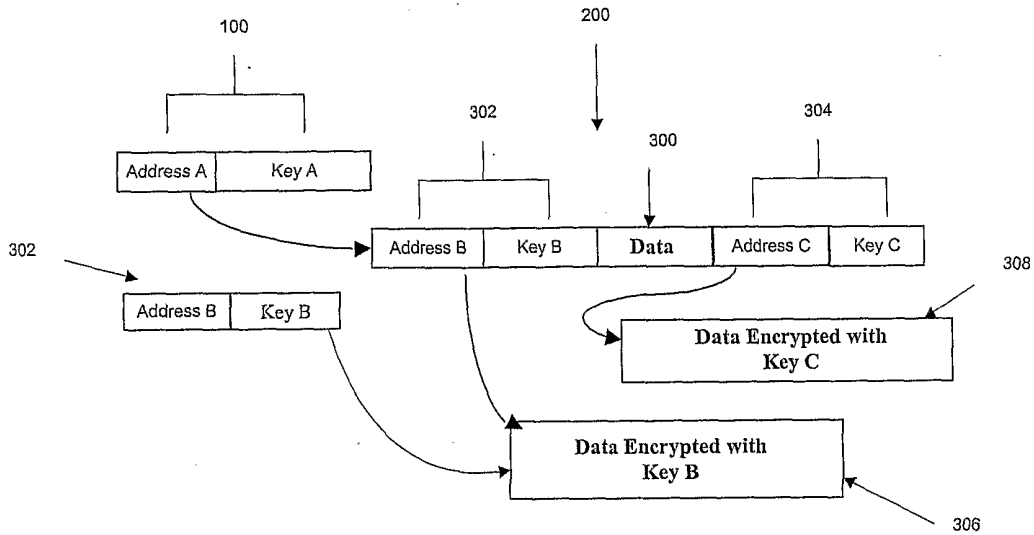 100
200
302
300
304
Address A Key A
Address B Key B Data Address C Key C
302
308
Address B Key B
Data Encrypted with
Key C
Data Encrypted with
Key B
306